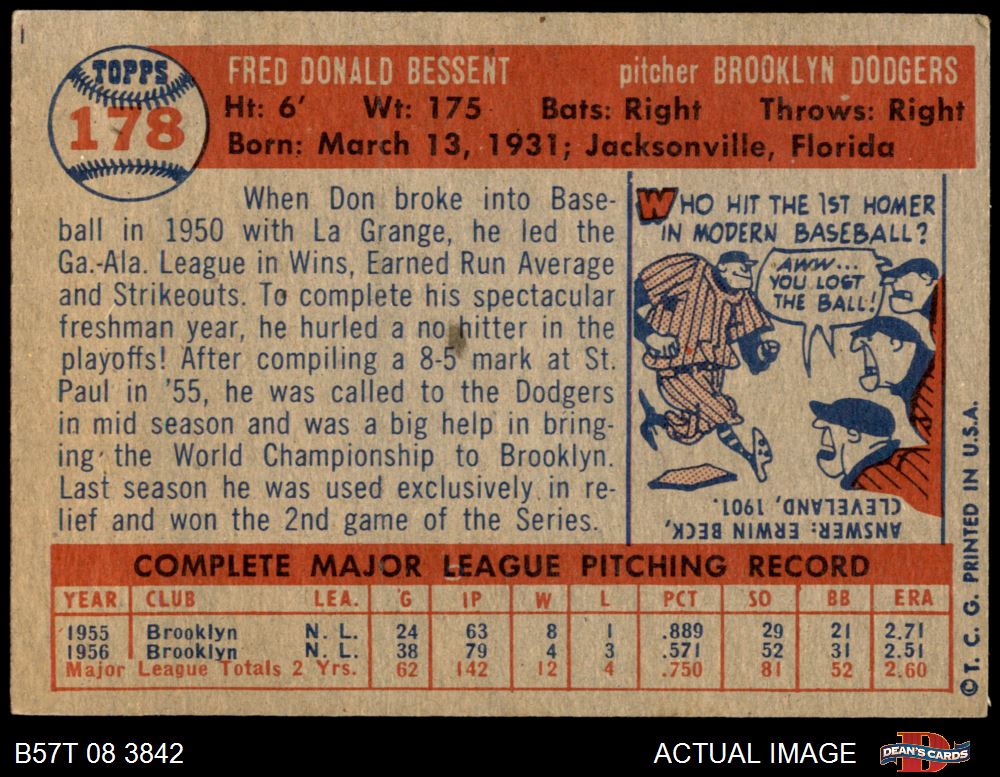 TOPPS
178
FRED DONALD BESSENT pitcher BROOKLYN DODGERS
Ht: 6' Wt: 175 Bats: Right Throws: Right
Born: March 13, 1931; Jacksonville, Florida
When Don broke into Base-
ball in 1950 with La Grange, he led the
Ga.-Ala. League in Wins, Earned Run Average
and Strikeouts. To complete his spectacular
freshman year, he hurled a no hitter in the
playoffs! After compiling a 8-5 mark at St.
Paul in '55, he was called to the Dodgers
in mid season and was a big help in bring-
ing the World Championship to Brooklyn.
Last season he was used exclusively in re-
lief and won the 2nd game of the Series.
WHO HIT THE 1ST HOMER
IN MODERN BASEBALL?
AWW...
YOU LOST
THE BALL!
ANSWER: ERWIN BECK,
CLEVELAND, 1901.
COMPLETE MAJOR LEAGUE PITCHING RECORD
YEAR CLUB LEA. G IP W L PCT SO BB ERA
1955 Brooklyn N. L. 24 63 8 1 .889 29 21 2.71
1956 Brooklyn N. L. 38 79 4 3 .571 52 31 2.51
Major League Totals 2 Yrs. 62 142 12 4 .750 81 52 2.60
©T. C. G. PRINTED IN U.S.A.
B57T 08 3842 ACTUAL IMAGE
DEAN'S CARDS